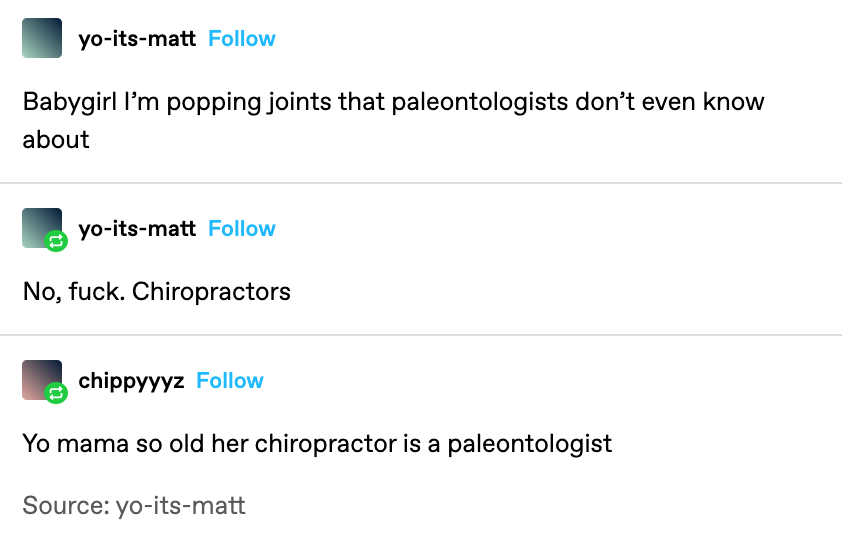 yo-its-matt Follow
Babygirl I’m popping joints that paleontologists don’t even know
about
yo-its-matt Follow
No, fuck. Chiropractors
chippyyyz Follow
Yo mama so old her chiropractor is a paleontologist
Source: yo-its-matt